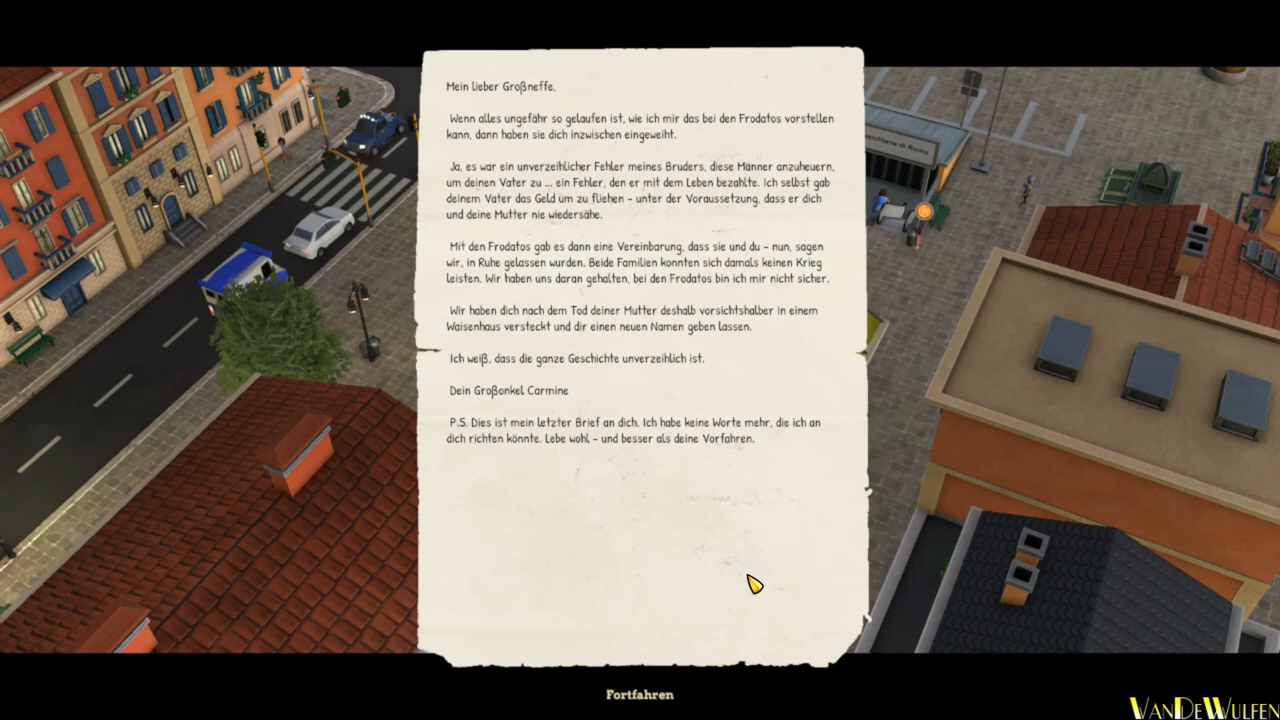 Mein lieber Großneffe,
Wenn alles ungefähr so gelaufen ist, wie ich mir das bei den Frodatos vorstellen
kann, dann haben sie dich inzwischen eingeweiht.
Ja, es war ein unverzeihlicher Fehler meines Bruders, diese Männer anzuheuern,
um deinen Vater zu ... ein Fehler, den er mit dem Leben bezahlte. Ich selbst gab
deinem Vater das Geld um zu fliehen - unter der Voraussetzung, dass er dich
und deine Mutter nie wiedersähe.
Mit den Frodatos gab es dann eine Vereinbarung, dass sie und du - nun, sagen
wir, in Ruhe gelassen wurden. Beide Familien konnten sich damals keinen Krieg
leisten. Wir haben uns daran gehalten, bei den Frodatos bin ich mir nicht sicher.
Wir haben dich nach dem Tod deiner Mutter deshalb vorsichtshalber in einem
Waisenhaus versteckt und dir einen neuen Namen geben lassen.
Ich weiß, dass die ganze Geschichte unverzeihlich ist.
Dein Großonkel Carmine
P.S. Dies ist mein letzter Brief an dich. Ich habe keine Worte mehr, die ich an
dich richten könnte. Lebe wohl - und besser als deine Vorfahren.
politana di Roma
Fortfahren
VanDeWulfen